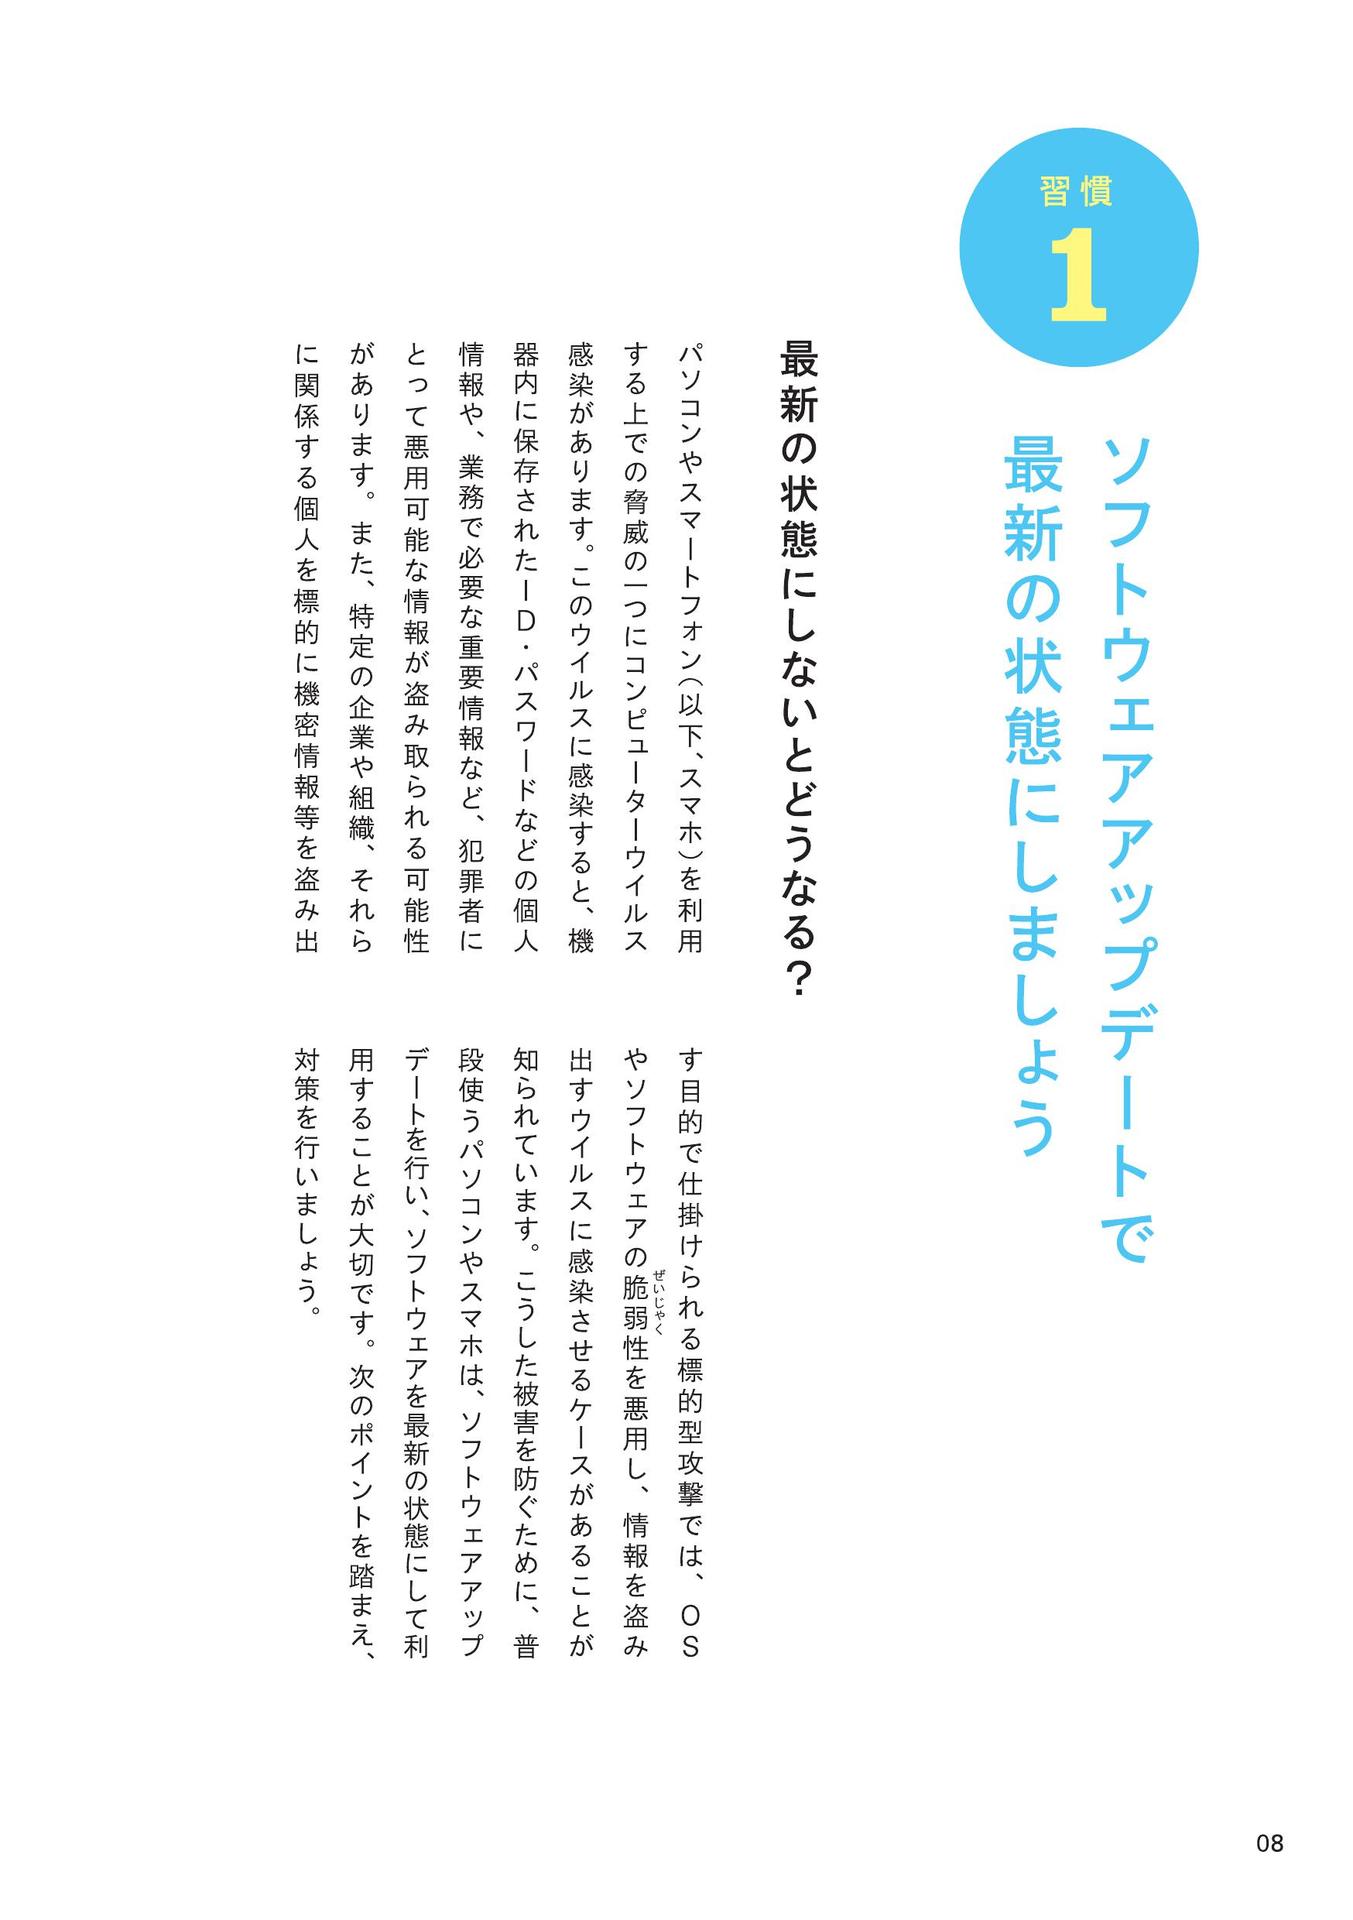 習慣
1
ソフトウェアアップデートで
最新の状態にしましょう
最新の状態にしないとどうなる？
パソコンやスマートフォン（以下、スマホ）を利用
する上での脅威の一つにコンピューターウイルス
感染があります。このウイルスに感染すると、機
器内に保存されたID・パスワードなどの個人
情報や、業務で必要な重要情報など、犯罪者に
とって悪用可能な情報が盗み取られる可能性
があります。また、特定の企業や組織、それら
に関係する個人を標的に機密情報等を盗み出
す目的で仕掛けられる標的型攻撃では、OS
ぜいじゃく
やソフトウェアの脆弱性を悪用し、情報を盗み
出すウイルスに感染させるケースがあることが
知られています。こうした被害を防ぐために、普
段使うパソコンやスマホは、ソフトウェアアップ
デートを行い、ソフトウェアを最新の状態にして利
用することが大切です。次のポイントを踏まえ、
対策を行いましょう。
08